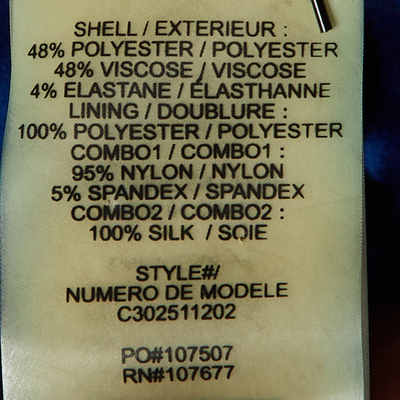 SHELL / EXTERIEUR :
48% POLYESTER / POLYESTER
48% VISCOSE / VISCOSE
4% ELASTANE / ÉLASTHANNE
LINING / DOUBLURE :
100% POLYESTER / POLYESTER
COMBO1 / COMBO1 :
95% NYLON / NYLON
5% SPANDEX / SPANDEX
COMBO2 / COMBO2 :
100% SILK / SOIE
STYLE#/
NUMERO DE MODELE
C302511202
PO#107507
RN#107677